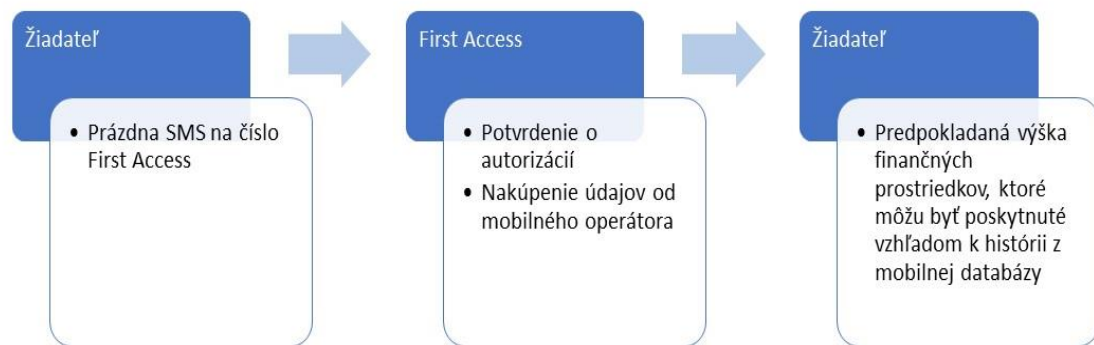 Žiadateľ
• Prázdna SMS na číslo
First Access
First Access
• Potvrdenie o
autorizácií
• Nakúpenie údajov od
mobilného operátora
Žiadateľ
• Predpokladaná výška
finančných
prostriedkov, ktoré
môžu byť poskytnuté
vzhľadom k histórii z
mobilnej databázy